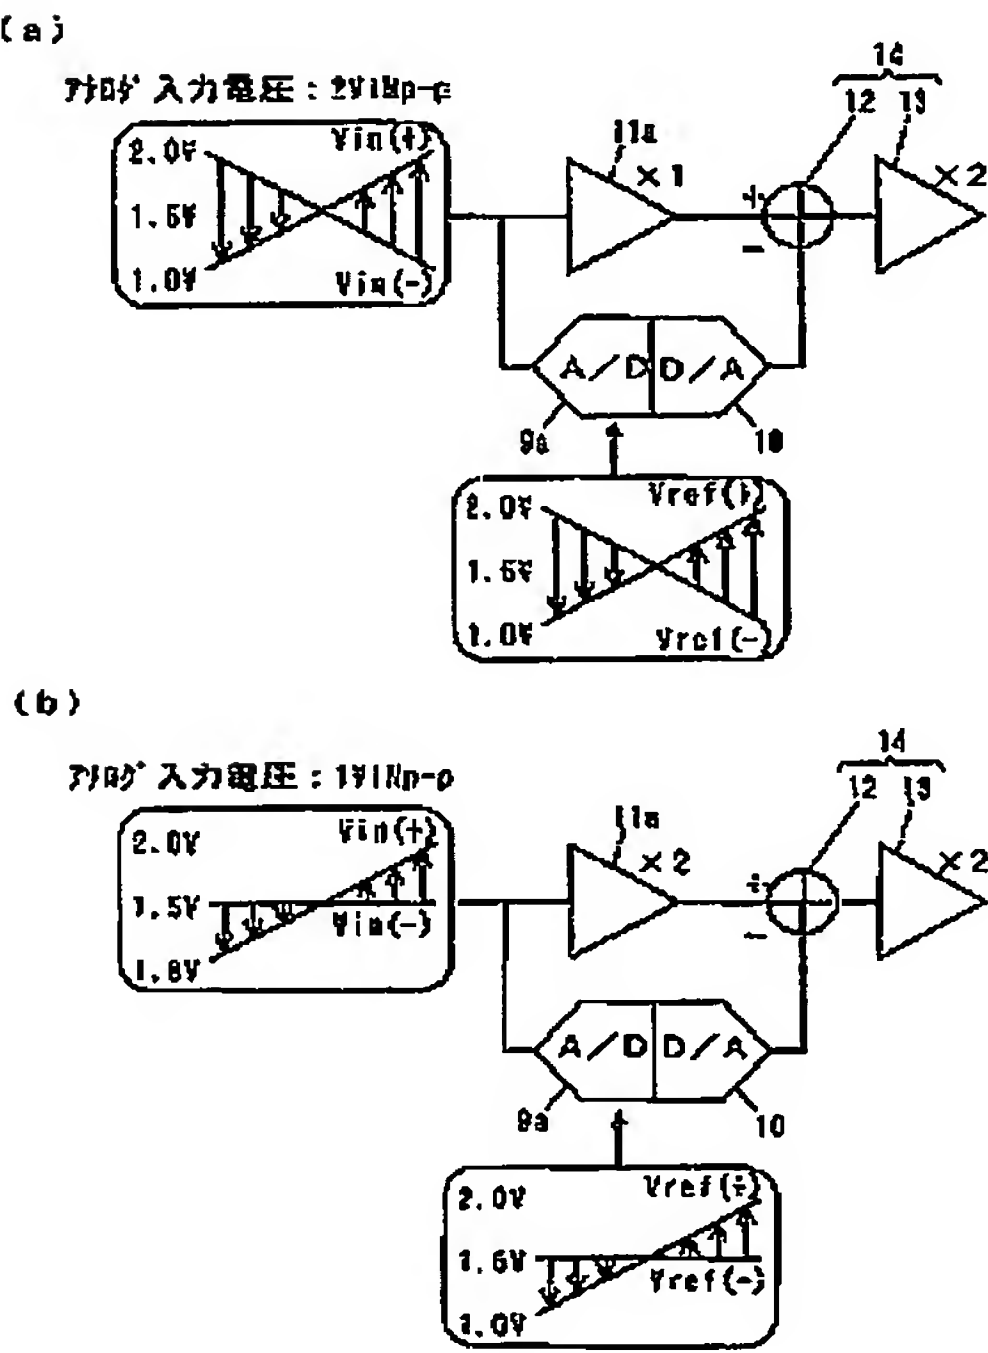 (a)
アナログ入力電圧:2VINp-p
14
12 13
2.0V
Vin(+)
1.5V
1.0V
Vin(-)
11a
×1
+
-
×2
A/D D/A
9a
10
2.0V
Vref(+)
1.5V
1.0V
Vref(-)
(b)
アナログ入力電圧:1VINp-p
14
12 13
2.0V
Vin(+)
1.5V
Vin(-)
1.0V
11a
×2
+
-
×2
A/D D/A
9a
10
2.0V
Vref(+)
1.5V
Vref(-)
1.0V